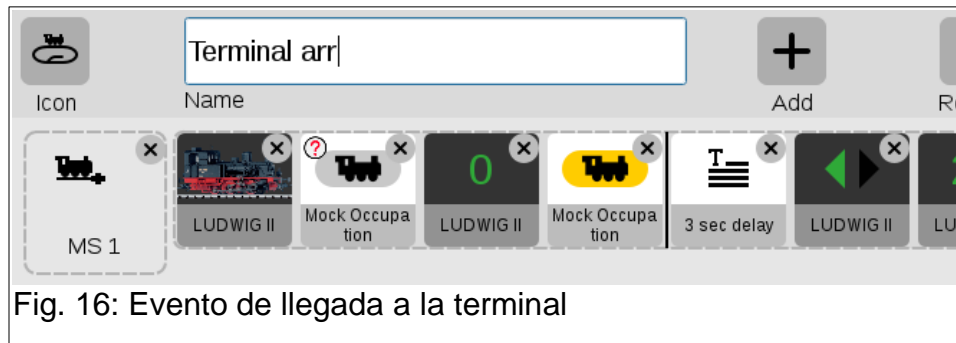 Terminal arr
Icon
Name
Add
MS 1
LUDWIG II
Mock Occupa
tion
0
LUDWIG II
Mock Occupa
tion
T
3 sec delay
LUDWIG II
Fig. 16: Evento de llegada a la terminal